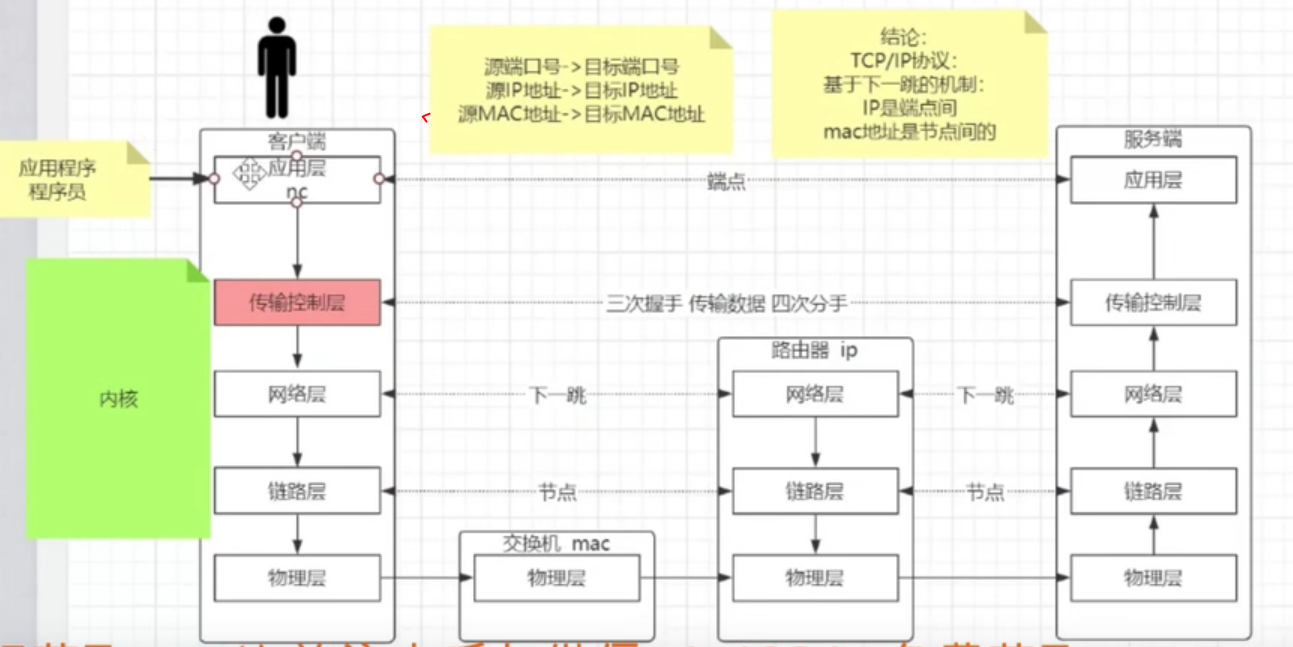 源端口号->目标端口号
源IP地址->目标IP地址
源MAC地址->目标MAC地址
结论：
TCP/IP协议：
基于下一跳的机制：
IP是端点间
mac地址是节点间的
客户端
服务端
应用程序
程序员
应用层
nc
端点
应用层
内核
传输控制层
三次握手 传输数据 四次分手
传输控制层
路由器 ip
网络层
下一跳
网络层
下一跳
网络层
链路层
节点
链路层
节点
链路层
交换机 mac
物理层
物理层
物理层
物理层